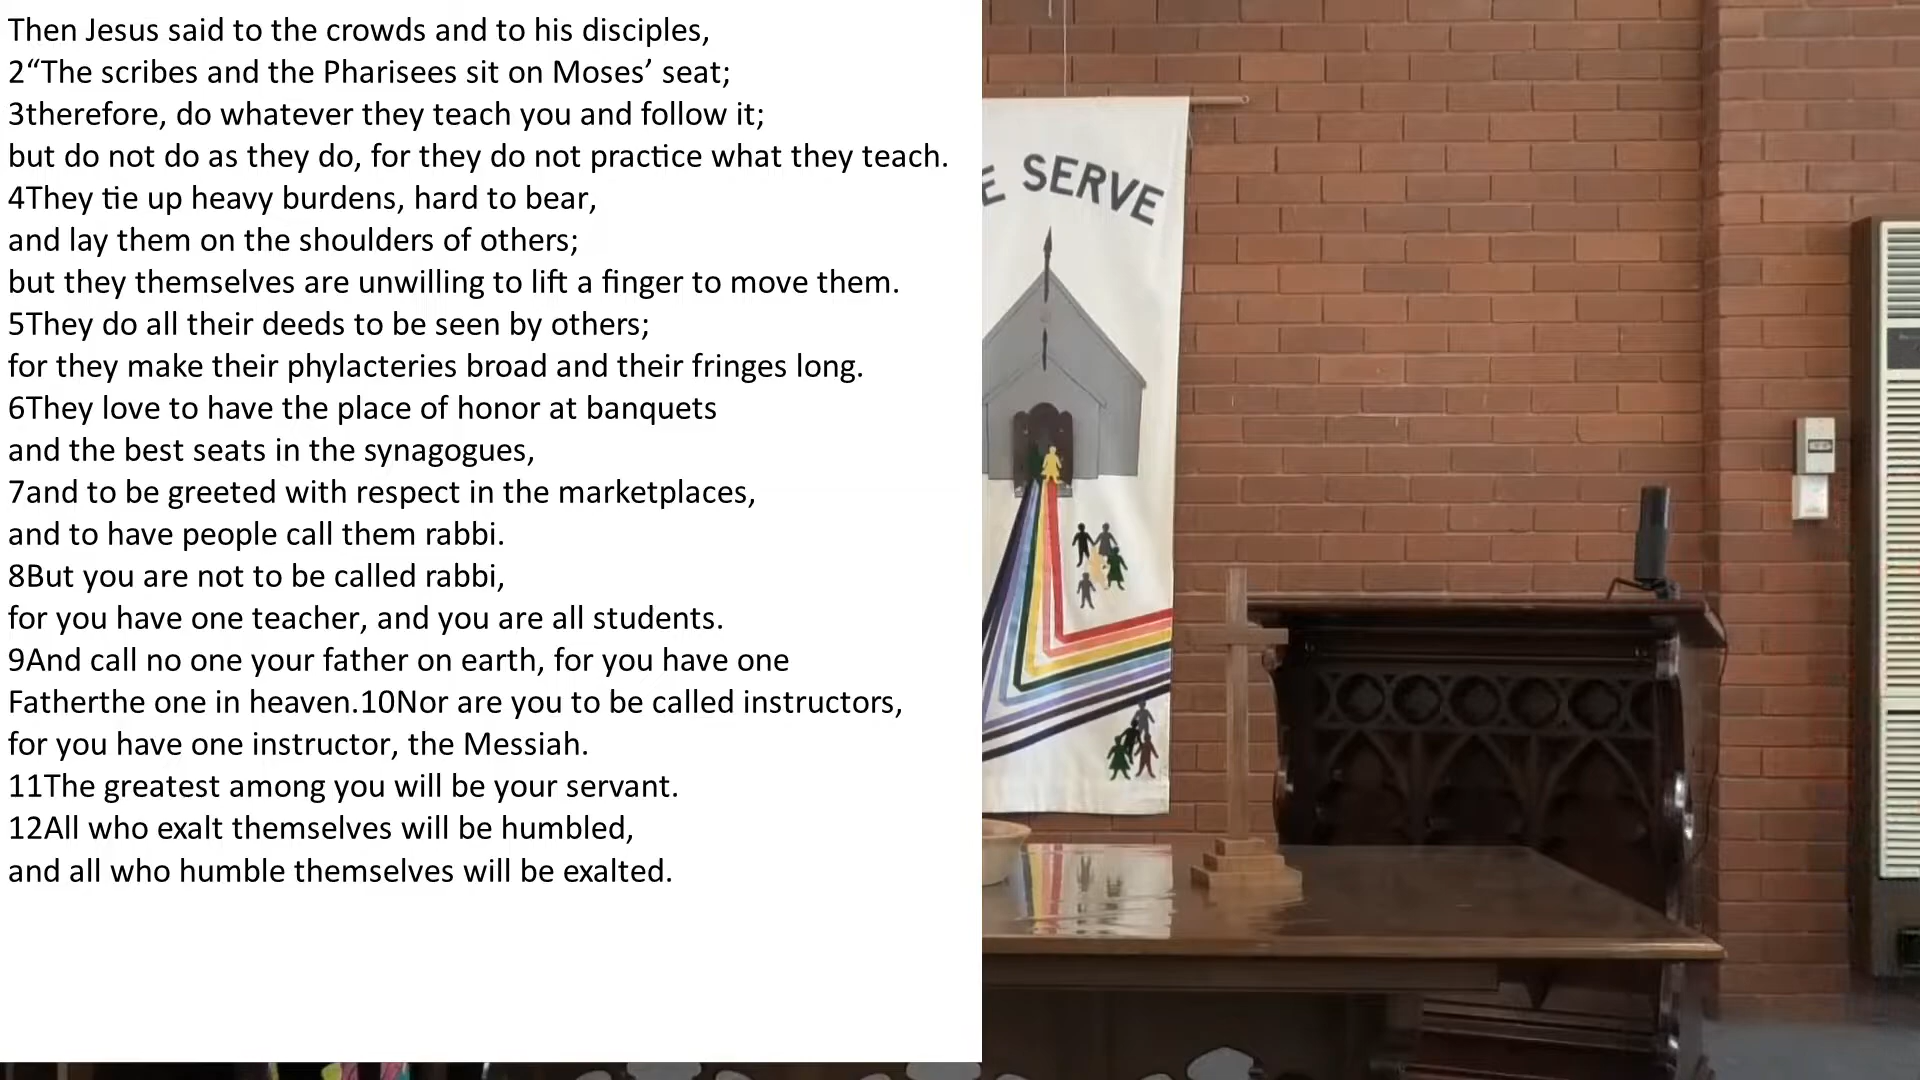 Then Jesus said to the crowds and to his disciples,
2“The scribes and the Pharisees sit on Moses’ seat;
3therefore, do whatever they teach you and follow it;
but do not do as they do, for they do not practice what they teach.
4They tie up heavy burdens, hard to bear,
and lay them on the shoulders of others;
but they themselves are unwilling to lift a finger to move them.
5They do all their deeds to be seen by others;
for they make their phylacteries broad and their fringes long.
6They love to have the place of honor at banquets
and the best seats in the synagogues,
7and to be greeted with respect in the marketplaces,
and to have people call them rabbi.
8But you are not to be called rabbi,
for you have one teacher, and you are all students.
9And call no one your father on earth, for you have one
Fatherthe one in heaven.10Nor are you to be called instructors,
for you have one instructor, the Messiah.
11The greatest among you will be your servant.
12All who exalt themselves will be humbled,
and all who humble themselves will be exalted.
E SERVE